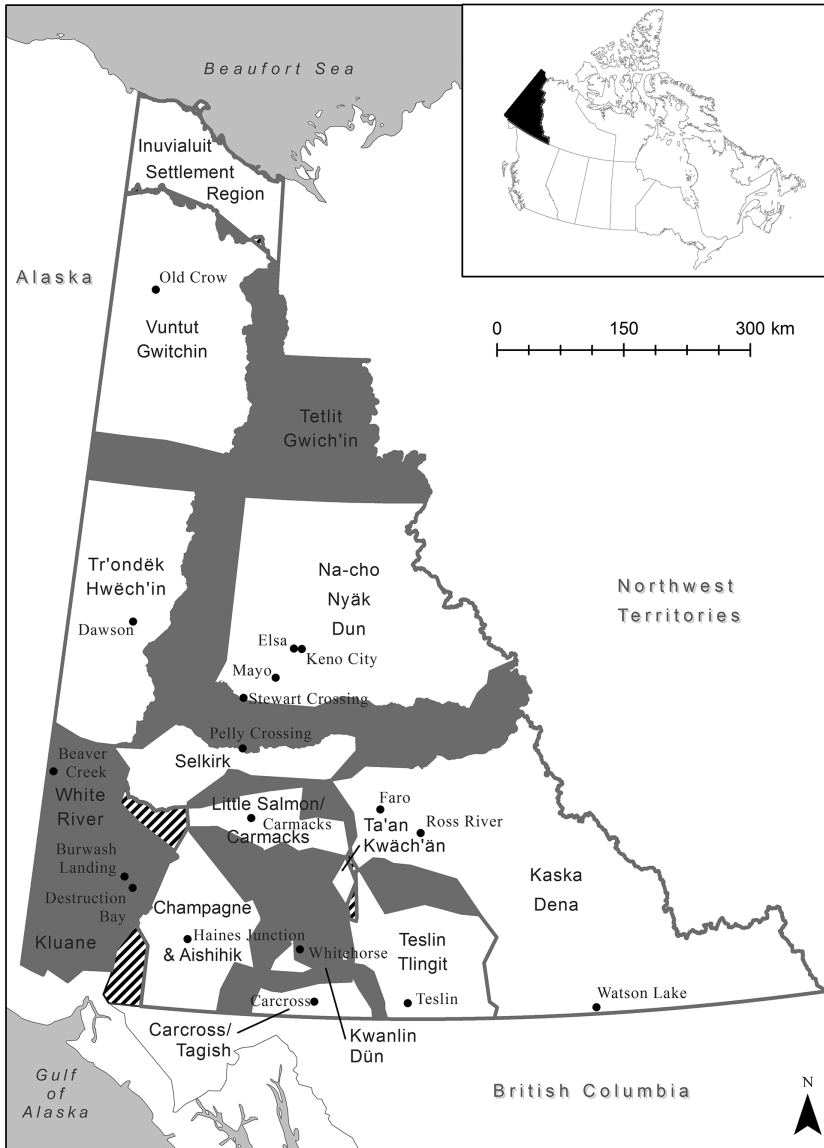 Beaufort Sea
Inuvialuit
Settlement
Region
Alaska
Old Crow
Vuntut
Gwitchin
0 150 300 km
Tetlit
Gwich'in
Tr'ondëk
Hwëch'in
Dawson
Na-cho
Nyäk
Dun
Elsa
Keno City
Mayo
Stewart Crossing
Northwest
Territories
Pelly Crossing
Selkirk
Beaver
Creek
White
River
Little Salmon/
Carmacks
Carmacks
Faro
Ta'an
Kwäch'än
Ross River
Burwash
Landing
Destruction
Bay
Kluane
Kaska
Dena
Champagne
& Aishihik
Haines Junction
Whitehorse
Teslin
Tlingit
Carcross
Teslin
Watson Lake
Carcross/
Tagish
Kwanlin
Dün
Gulf
of
Alaska
British Columbia
N